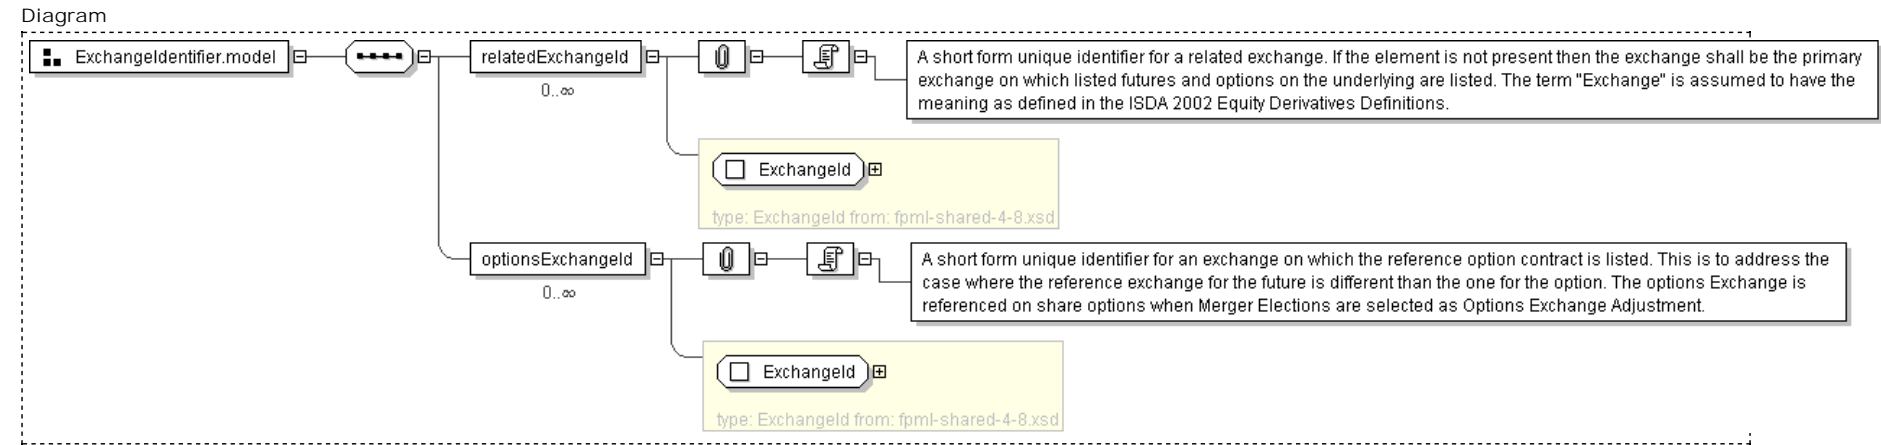 Diagram
ExchangeIdentifier.model
relatedExchangeId
0..∞
A short form unique identifier for a related exchange. If the element is not present then the exchange shall be the primary
exchange on which listed futures and options on the underlying are listed. The term "Exchange" is assumed to have the
meaning as defined in the ISDA 2002 Equity Derivatives Definitions.
ExchangeId
type: ExchangeId from: fpml-shared-4-8.xsd
optionsExchangeId
0..∞
A short form unique identifier for an exchange on which the reference option contract is listed. This is to address the
case where the reference exchange for the future is different than the one for the option. The options Exchange is
referenced on share options when Merger Elections are selected as Options Exchange Adjustment.
ExchangeId
type: ExchangeId from: fpml-shared-4-8.xsd